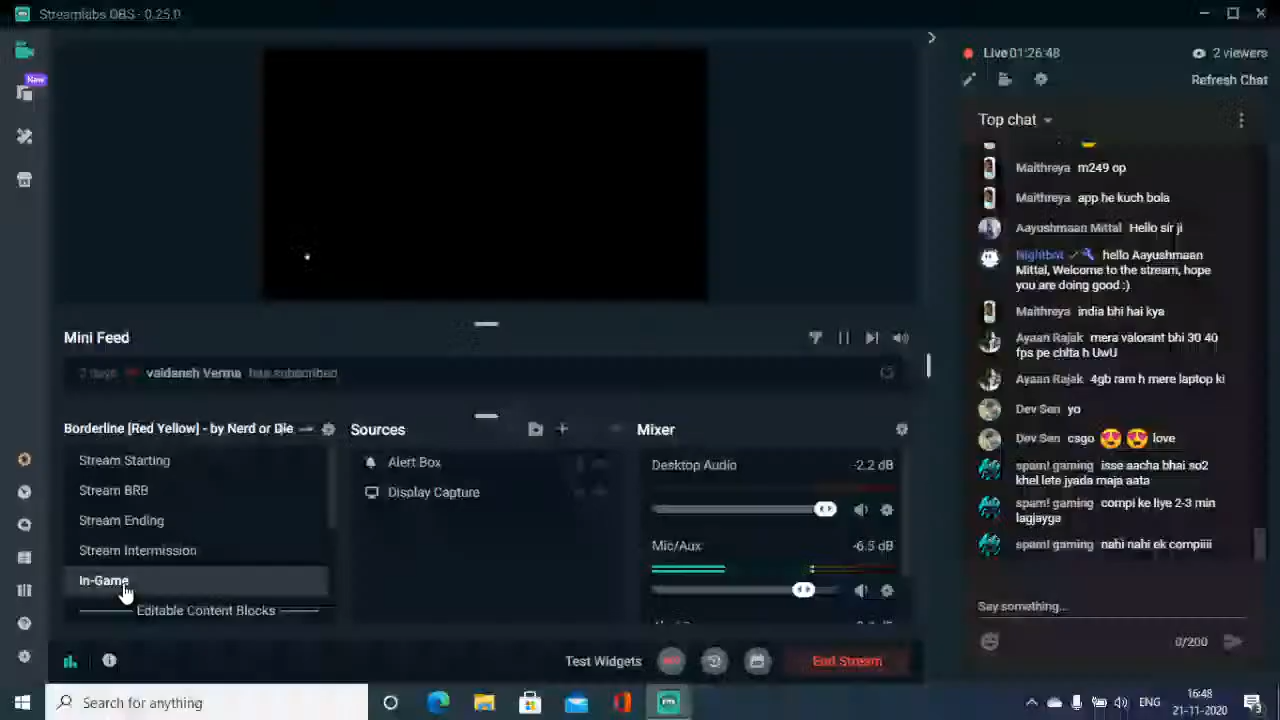 Streamlabs OBS - 0.25.0
New
Live 01:26:48
2 viewers
Refresh Chat
Top chat
Maithreya m249 op
Maithreya app he kuch bola
Aayushmaan Mittal Hello sir ji
Nightbot hello Aayushmaan
Mittal, Welcome to the stream, hope
you are doing good :)
Maithreya india bhi hai kya
Ayaan Rajak mera valorant bhi 30 40
fps pe chlta h UwU
Ayaan Rajak 4gb ram h mere laptop ki
Dev Sen yo
Dev Sen csgo 😍 😍 love
spam! gaming isse aacha bhai so2
khel lete jyada maja aata
spam! gaming compi ke liye 2-3 min
lagjayga
spam! gaming nahi nahi ek compiiii
Say something...
0/200
Mini Feed
2 days vaidansh Verma has subscribed
Borderline [Red Yellow] - by Nerd or Die
Stream Starting
Stream BRB
Stream Ending
Stream Intermission
In-Game
Editable Content Blocks
Sources
Alert Box
Display Capture
Mixer
Desktop Audio -2.2 dB
Mic/Aux -6.5 dB
Test Widgets
End Stream
Search for anything
ENG
16:48
21-11-2020
3